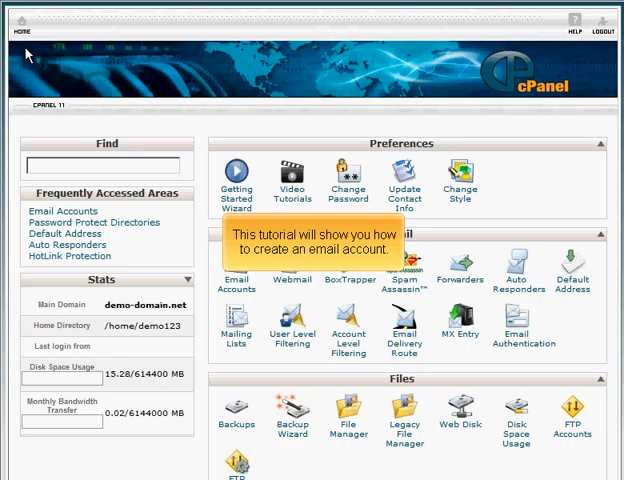 HOME
HELP
LOGOUT
cPanel
CPANEL 11
Find
Frequently Accessed Areas
Email Accounts
Password Protect Directories
Default Address
Auto Responders
HotLink Protection
Stats
Main Domain demo-domain.net
Home Directory /home/demo123
Last login from
Disk Space Usage 15.28/614400 MB
Monthly Bandwidth
Transfer 0.02/6144000 MB
Preferences
Getting
Started
Wizard
Video
Tutorials
Change
Password
Update
Contact
Info
Change
Style
This tutorial will show you how
to create an email account.
Email
Accounts
Webmail
BoxTrapper
Spam
Assassin™
Forwarders
Auto
Responders
Default
Address
Mailing
Lists
User Level
Filtering
Account
Level
Filtering
Email
Delivery
Route
MX Entry
Email
Authentication
Files
Backups
Backup
Wizard
File
Manager
Legacy
File
Manager
Web Disk
Disk
Space
Usage
FTP
Accounts
FTP